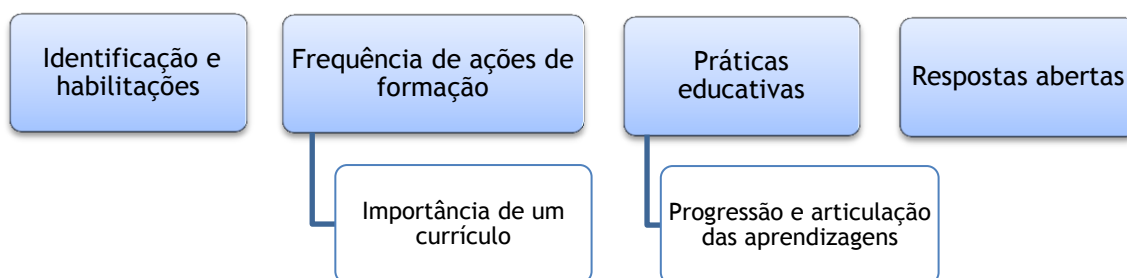 Identificação e
habilitações
Frequência de ações de
formação
Práticas
educativas
Respostas abertas
Importância de um
currículo
Progressão e articulação
das aprendizagens